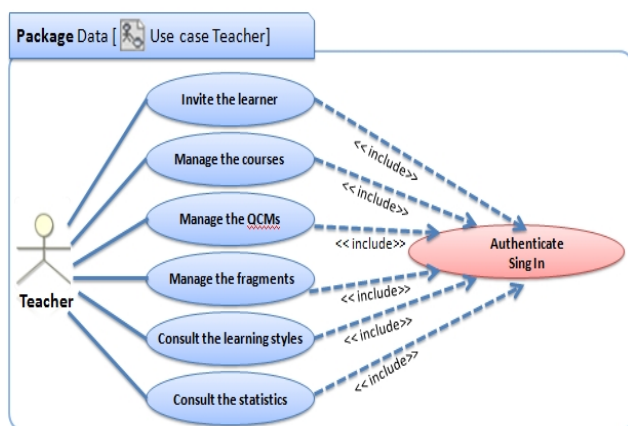 Package Data [ Use case Teacher]
Invite the learner
<< include>>
Manage the courses
<< include>>
Manage the QCMs
<< include>>
Authenticate
Sing In
Manage the fragments
<< include>>
Teacher
Consult the learning styles
<< include>>
Consult the statistics
<< include>>